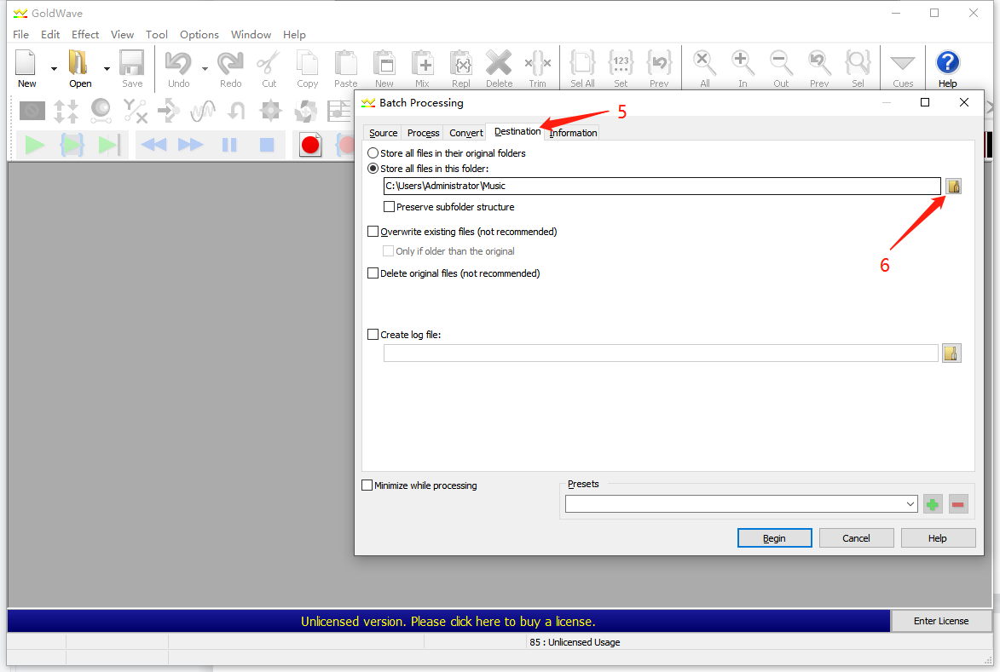 GoldWave
File Edit Effect View Tool Options Window Help
New Open Save Undo Redo Cut Copy Paste New Mix Repl Delete Trim Sel All Set Prev All In Out Prev Sel Cues Help
Batch Processing
5
Source Process Convert Destination Information
Store all files in their original folders
Store all files in this folder:
C:\Users\Administrator\Music
Preserve subfolder structure
Overwrite existing files (not recommended)
Only if older than the original
6
Delete original files (not recommended)
Create log file:
Minimize while processing
Presets
Begin Cancel Help
Unlicensed version. Please click here to buy a license.
Enter License
85 : Unlicensed Usage